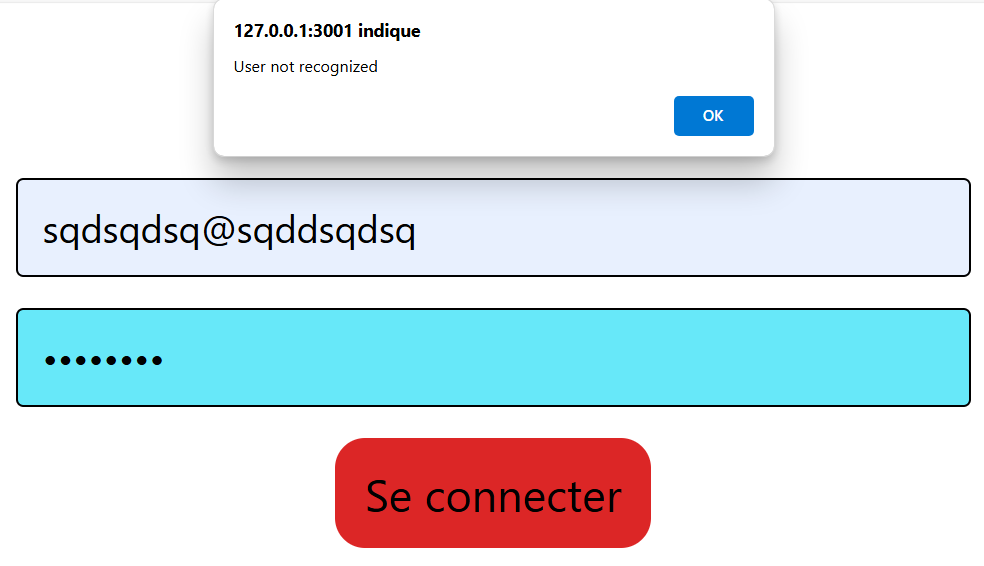 127.0.0.1:3001 indique
User not recognized
OK
sqdsqdsq@sqddsqdsq
••••••••
Se connecter